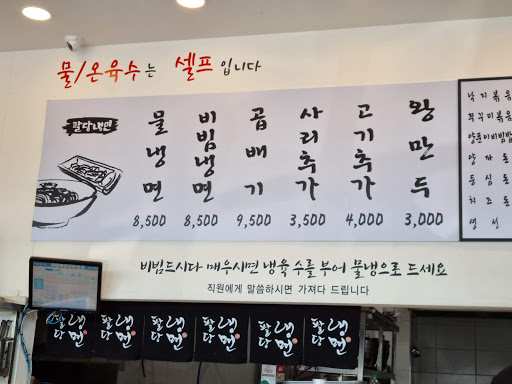 물/온육수는 셀프입니다
팔당냉면
물냉면
8,500
비빔냉면
8,500
곱배기
9,500
사리추가
3,500
고기추가
4,000
왕만두
3,000
낙지볶음
쭈꾸미볶음
양푼이비빔밥
왕까돈
등심돈
치즈돈
생선
비빔드시다 매우시면 냉육수를 부어 물냉으로 드세요
직원에게 말씀하시면 가져다 드립니다
팔당냉면
팔당냉면
팔당냉면
팔당냉면
팔당냉면
팔당냉면